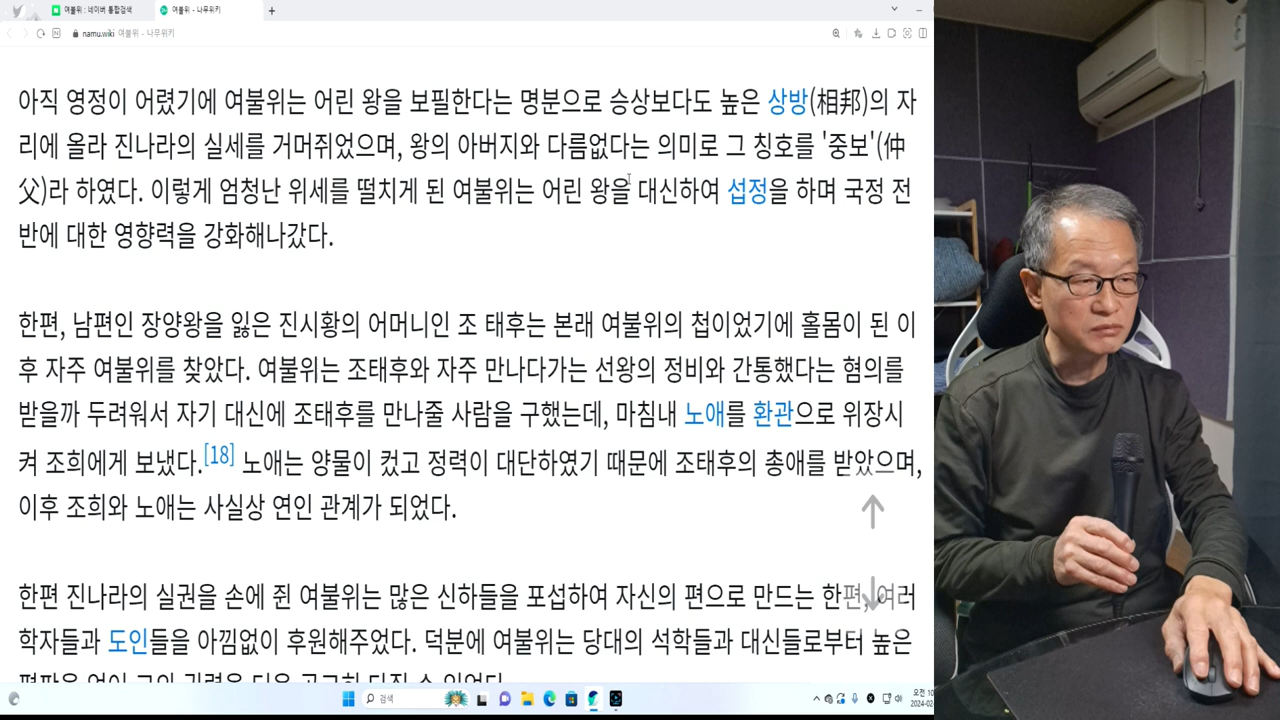 여불위 : 네이버 통합검색
여불위 - 나무위키
namu.wiki 여불위 - 나무위키
아직 영정이 어렸기에 여불위는 어린 왕을 보필한다는 명분으로 승상보다도 높은 상방(相邦)의 자
리에 올라 진나라의 실세를 거머쥐었으며, 왕의 아버지와 다름없다는 의미로 그 칭호를 '중보'(仲
父)라 하였다. 이렇게 엄청난 위세를 떨치게 된 여불위는 어린 왕을 대신하여 섭정을 하며 국정 전
반에 대한 영향력을 강화해나갔다.
한편, 남편인 장양왕을 잃은 진시황의 어머니인 조 태후는 본래 여불위의 첩이었기에 홀몸이 된 이
후 자주 여불위를 찾았다. 여불위는 조태후와 자주 만나다가는 선왕의 정비와 간통했다는 혐의를
받을까 두려워서 자기 대신에 조태후를 만나줄 사람을 구했는데, 마침내 노애를 환관으로 위장시
켜 조희에게 보냈다.[18] 노애는 양물이 컸고 정력이 대단하였기 때문에 조태후의 총애를 받았으며,
이후 조희와 노애는 사실상 연인 관계가 되었다.
한편 진나라의 실권을 손에 쥔 여불위는 많은 신하들을 포섭하여 자신의 편으로 만드는 한편, 여러
학자들과 도인들을 아낌없이 후원해주었다. 덕분에 여불위는 당대의 석학들과 대신들로부터 높은
검색
오전 10
2024-02